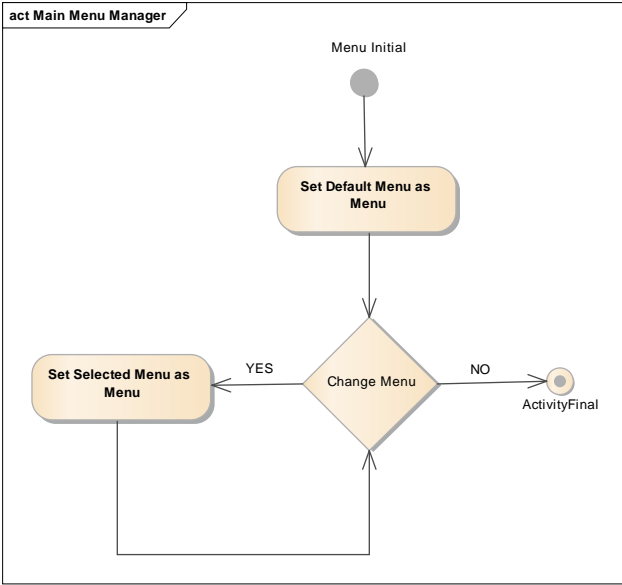 act Main Menu Manager
Menu Initial
Set Default Menu as
Menu
Set Selected Menu as
Menu
YES
Change Menu
NO
ActivityFinal